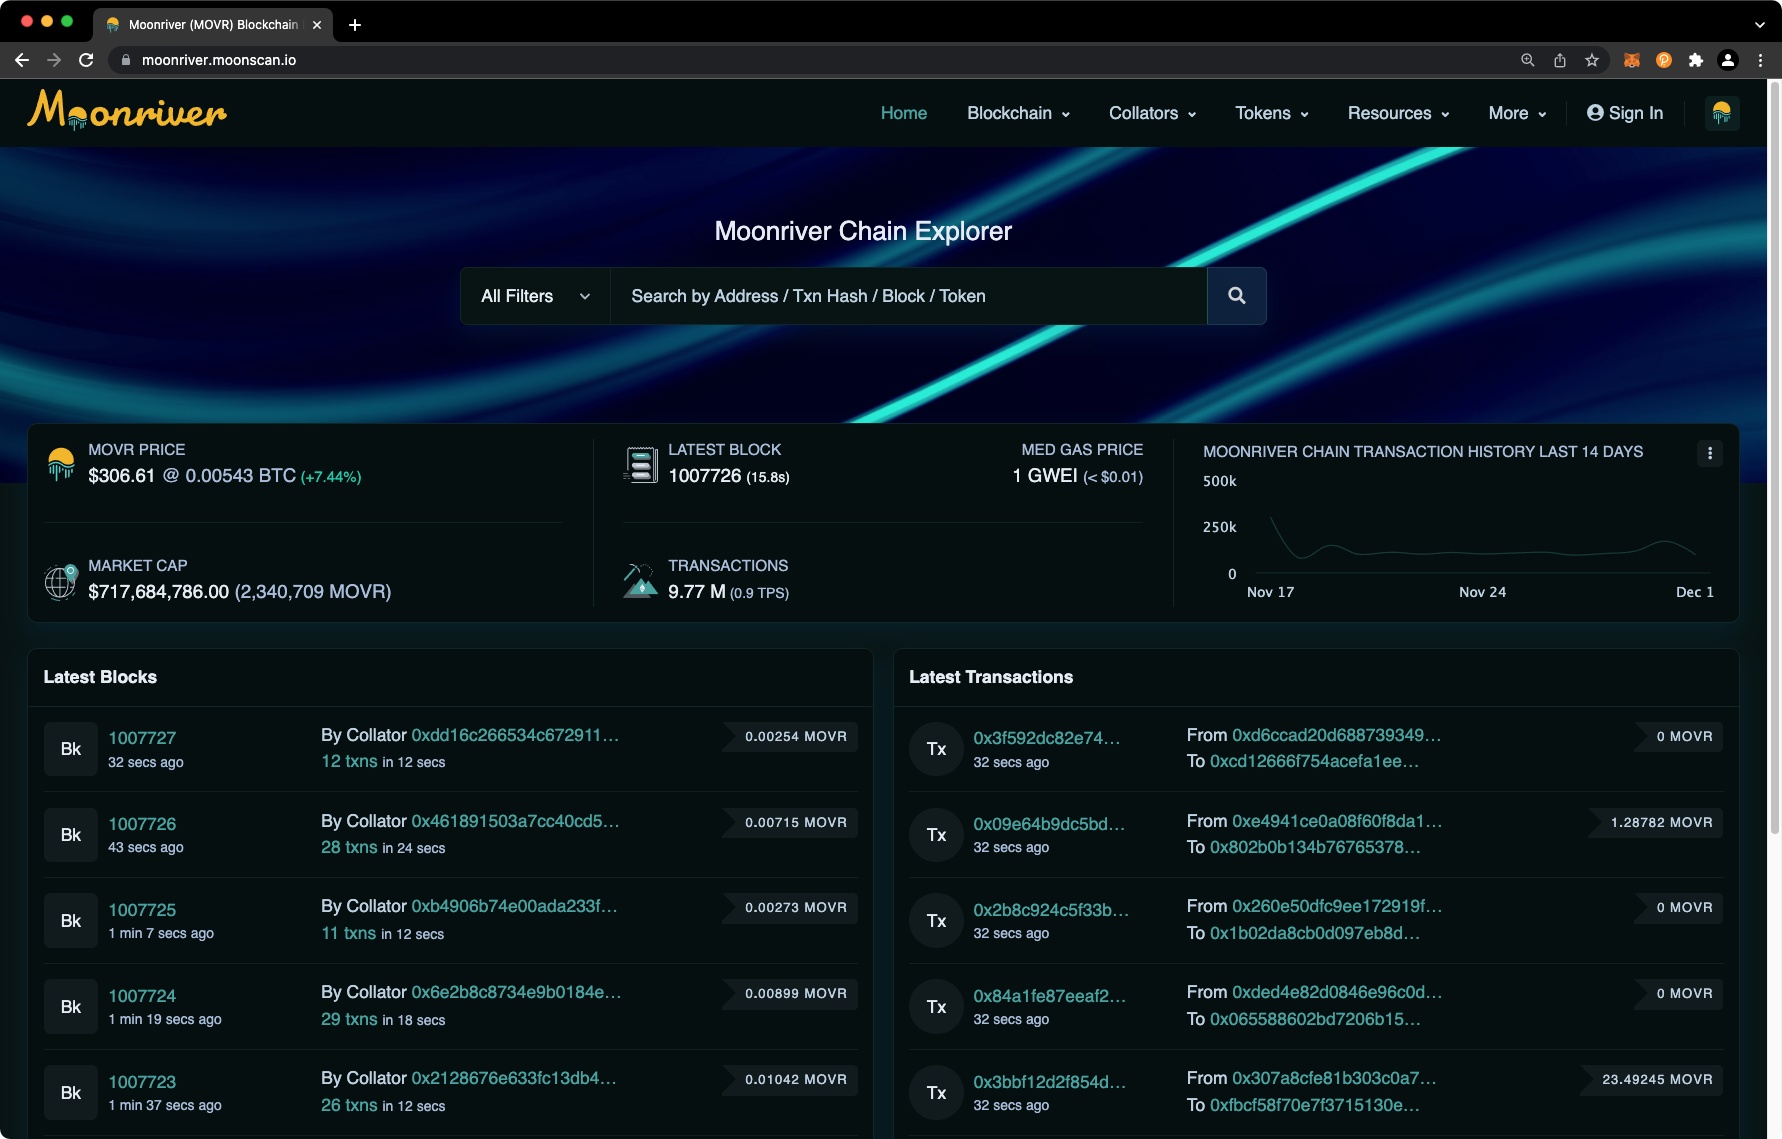 Moonriver (MOVR) Blockchain
moonriver.moonscan.io
Moonriver
Home Blockchain Collators Tokens Resources More Sign In
Moonriver Chain Explorer
All Filters Search by Address / Txn Hash / Block / Token
MOVR PRICE
$306.61 @ 0.00543 BTC (+7.44%)
MARKET CAP
$717,684,786.00 (2,340,709 MOVR)
LATEST BLOCK
1007726 (15.8s)
MED GAS PRICE
1 GWEI (< $0.01)
TRANSACTIONS
9.77 M (0.9 TPS)
MOONRIVER CHAIN TRANSACTION HISTORY LAST 14 DAYS
500k
250k
0
Nov 17 Nov 24 Dec 1
Latest Blocks
Bk 1007727 By Collator 0xdd16c266534c672911... 0.00254 MOVR
32 secs ago 12 txns in 12 secs
Bk 1007726 By Collator 0x461891503a7cc40cd5... 0.00715 MOVR
43 secs ago 28 txns in 24 secs
Bk 1007725 By Collator 0xb4906b74e00ada233f... 0.00273 MOVR
1 min 7 secs ago 11 txns in 12 secs
Bk 1007724 By Collator 0x6e2b8c8734e9b0184e... 0.00899 MOVR
1 min 19 secs ago 29 txns in 18 secs
Bk 1007723 By Collator 0x2128676e633fc13db4... 0.01042 MOVR
1 min 37 secs ago 26 txns in 12 secs
Latest Transactions
Tx 0x3f592dc82e74... From 0xd6ccad20d688739349... 0 MOVR
32 secs ago To 0xcd12666f754acefa1ee...
Tx 0x09e64b9dc5bd... From 0xe4941ce0a08f60f8da1... 1.28782 MOVR
32 secs ago To 0x802b0b134b76765378...
Tx 0x2b8c924c5f33b... From 0x260e50dfc9ee172919f... 0 MOVR
32 secs ago To 0x1b02da8cb0d097eb8d...
Tx 0x84a1fe87eeaf2... From 0xded4e82d0846e96c0d... 0 MOVR
32 secs ago To 0x065588602bd7206b15...
Tx 0x3bbf12d2f854d... From 0x307a8cfe81b303c0a7... 23.49245 MOVR
32 secs ago To 0xfbcf58f70e7f3715130e...